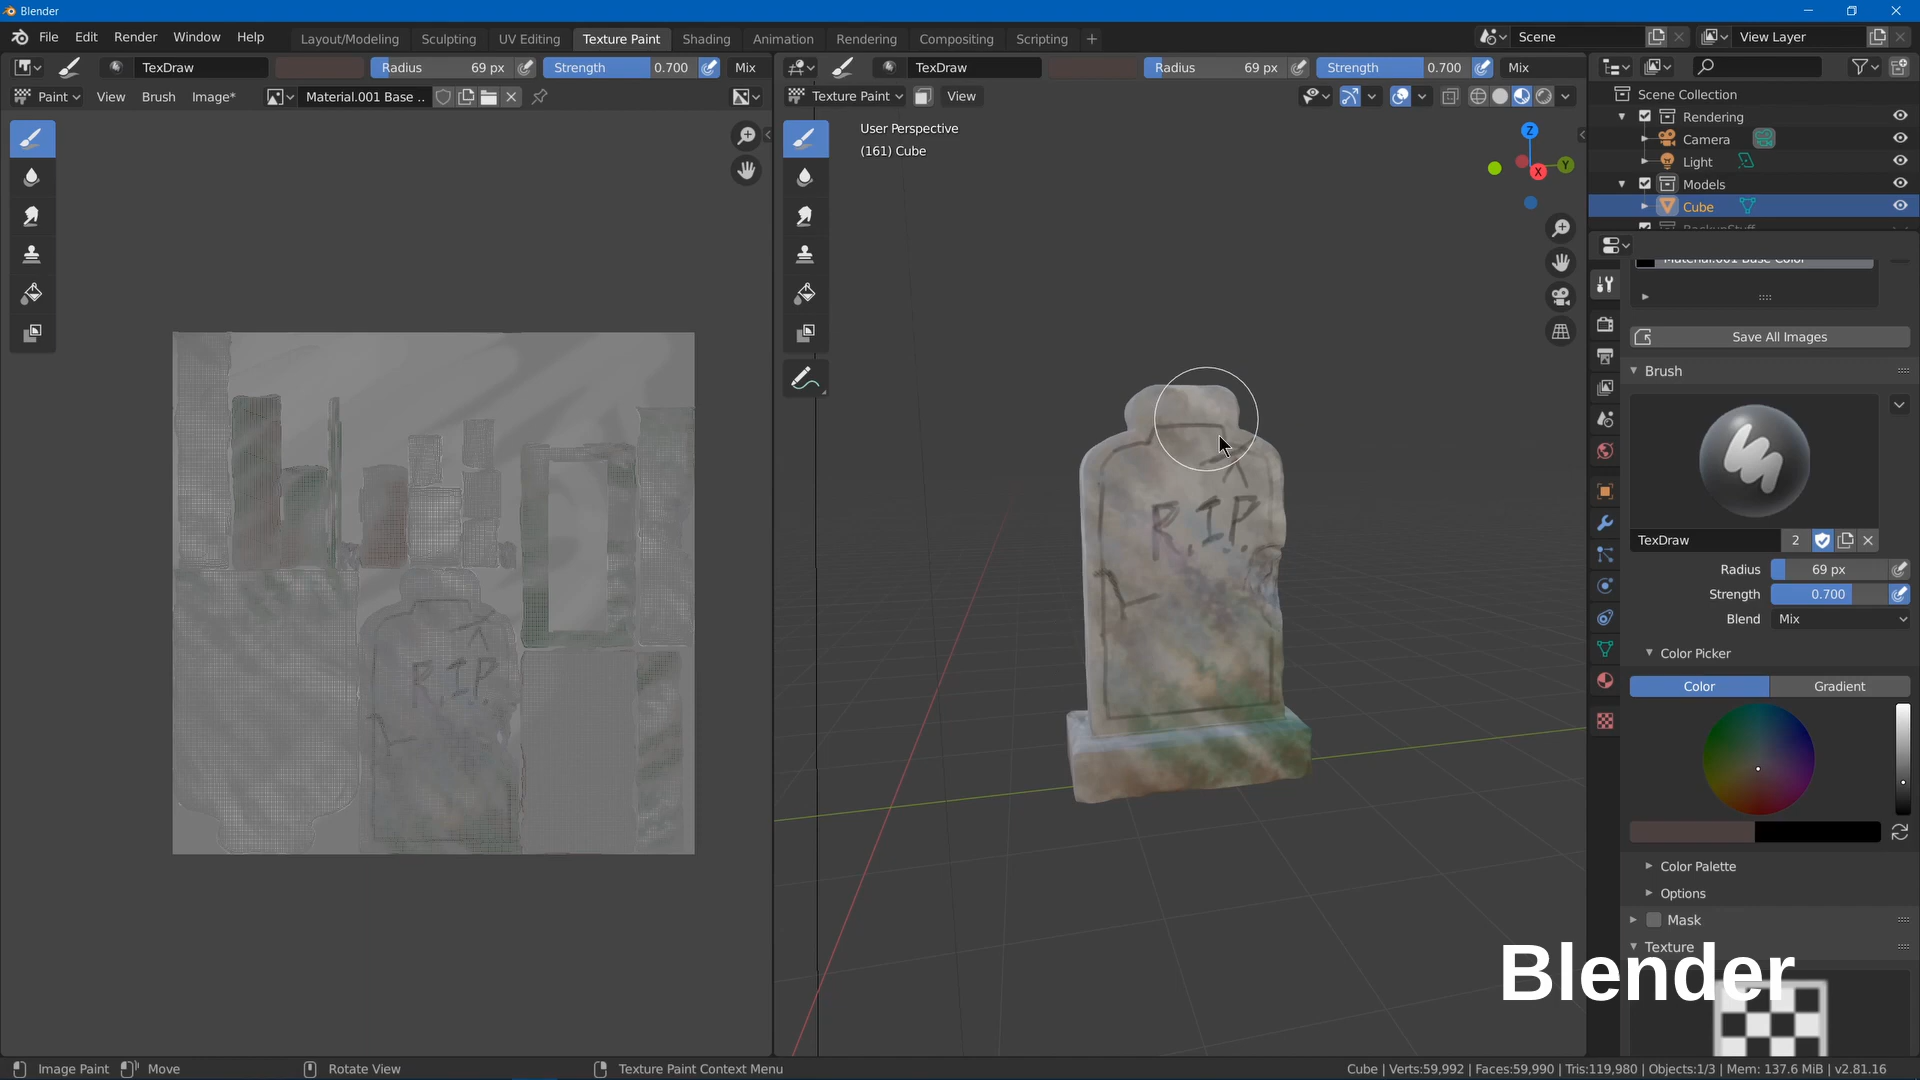 Blender
File Edit Render Window Help
Layout/Modeling Sculpting UV Editing Texture Paint Shading Animation Rendering Compositing Scripting +
Scene
View Layer
TexDraw
Radius 69 px
Strength 0.700
Mix
TexDraw
Radius 69 px
Strength 0.700
Mix
Paint View Brush Image*
Material.001 Base ..
Texture Paint View
User Perspective
(161) Cube
Z
Y
X
R.I.P.
R.I.P.
Scene Collection
Rendering
Camera
Light
Models
Cube
BackupStuff
Material.001 Base Color
Save All Images
Brush
TexDraw 2
Radius 69 px
Strength 0.700
Blend Mix
Color Picker
Color Gradient
Color Palette
Options
Mask
Texture
Blender
Image Paint Move Rotate View Texture Paint Context Menu
Cube | Verts:59,992 | Faces:59,990 | Tris:119,980 | Objects:1/3 | Mem: 137.6 MiB | v2.81.16